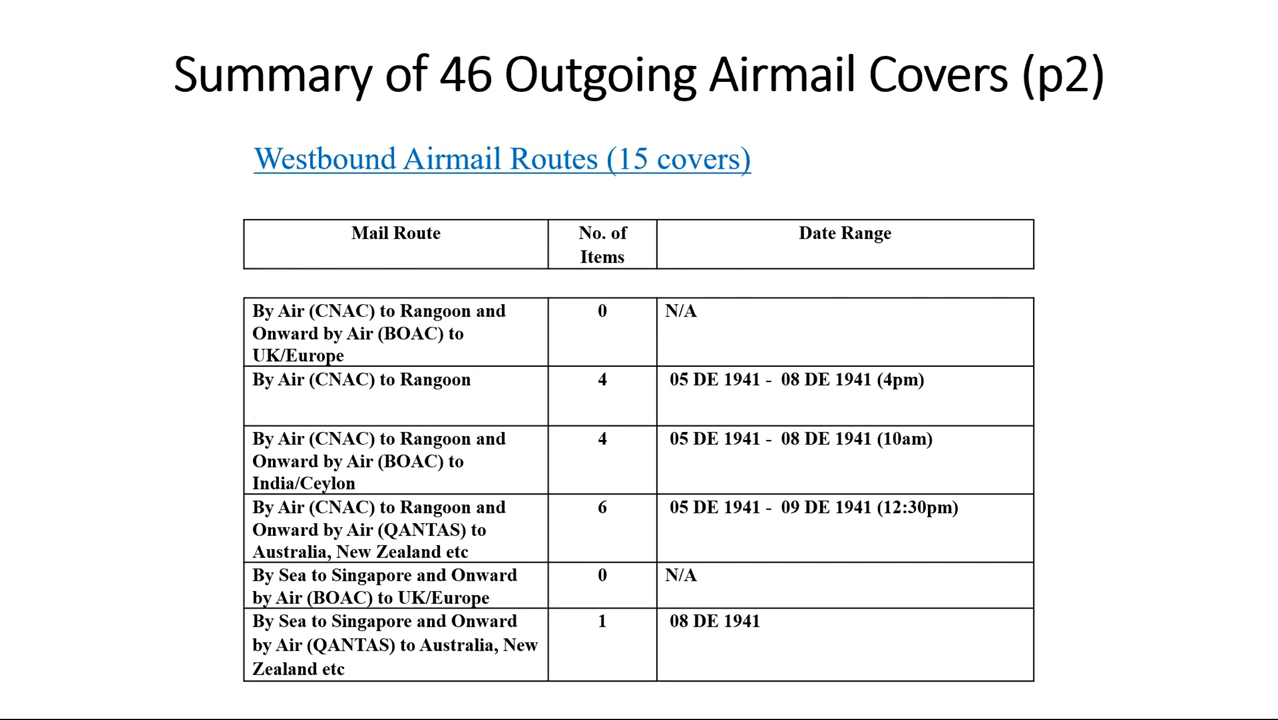 Summary of 46 Outgoing Airmail Covers (p2)
Westbound Airmail Routes (15 covers)
Mail Route
No. of
Items
Date Range
By Air (CNAC) to Rangoon and
Onward by Air (BOAC) to
UK/Europe
0
N/A
By Air (CNAC) to Rangoon
4
05 DE 1941 - 08 DE 1941 (4pm)
By Air (CNAC) to Rangoon and
Onward by Air (BOAC) to
India/Ceylon
4
05 DE 1941 - 08 DE 1941 (10am)
By Air (CNAC) to Rangoon and
Onward by Air (QANTAS) to
Australia, New Zealand etc
6
05 DE 1941 - 09 DE 1941 (12:30pm)
By Sea to Singapore and Onward
by Air (BOAC) to UK/Europe
0
N/A
By Sea to Singapore and Onward
by Air (QANTAS) to Australia, New
Zealand etc
1
08 DE 1941